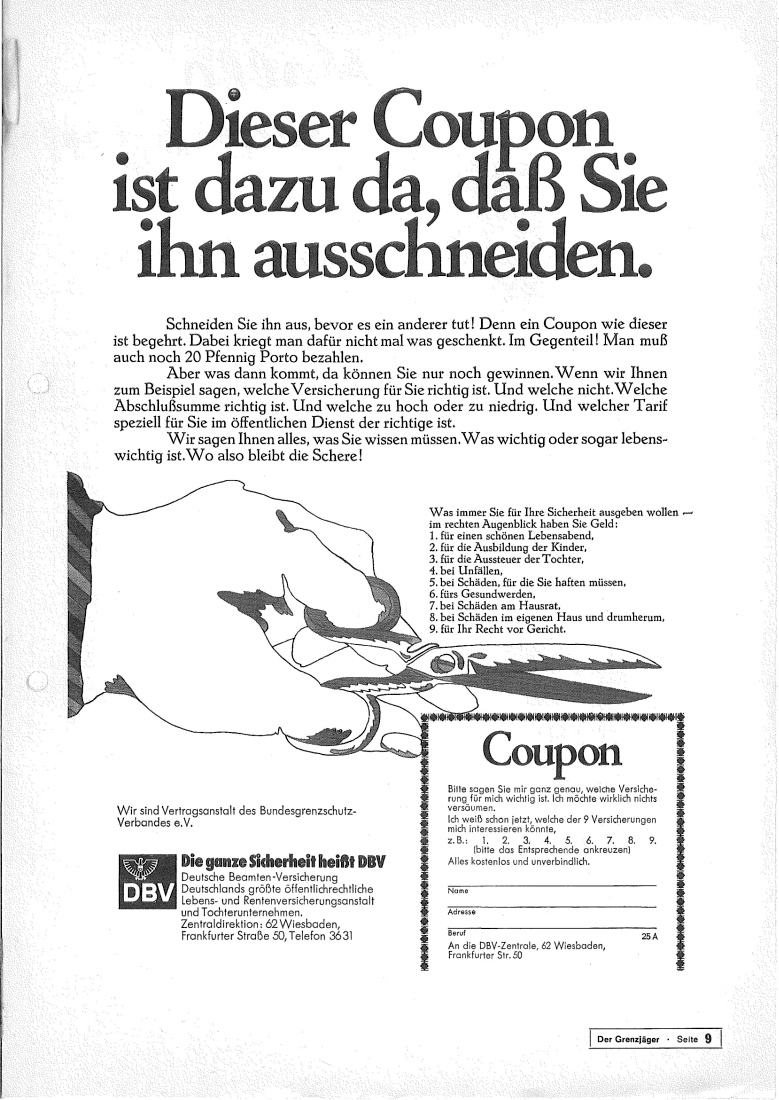 Dieser Coupon
ist dazu da, daß Sie
ihn ausschneiden.
Schneiden Sie ihn aus, bevor es ein anderer tut! Denn ein Coupon wie dieser
ist begehrt. Dabei kriegt man dafür nicht mal was geschenkt. Im Gegenteil! Man muß
auch noch 20 Pfennig Porto bezahlen.
Aber was dann kommt, da können Sie nur noch gewinnen. Wenn wir Ihnen
zum Beispiel sagen, welche Versicherung für Sie richtig ist. Und welche nicht. Welche
Abschlußsumme richtig ist. Und welche zu hoch oder zu niedrig. Und welcher Tarif
speziell für Sie im öffentlichen Dienst der richtige ist.
Wir sagen Ihnen alles, was Sie wissen müssen. Was wichtig oder sogar lebens-
wichtig ist. Wo also bleibt die Schere!
Was immer Sie für Ihre Sicherheit ausgeben wollen —
im rechten Augenblick haben Sie Geld:
1. für einen schönen Lebensabend,
2. für die Ausbildung der Kinder,
3. für die Aussteuer der Tochter,
4. bei Unfällen,
5. bei Schäden, für die Sie haften müssen,
6. fürs Gesundwerden,
7. bei Schäden am Hausrat,
8. bei Schäden im eigenen Haus und drumherum,
9. für Ihr Recht vor Gericht.
Wir sind Vertragsanstalt des Bundesgrenzschutz-
Verbandes e.V.
DBV
Die ganze Sicherheit heißt DBV
Deutsche Beamten-Versicherung
Deutschlands größte öffentlichrechtliche
Lebens- und Rentenversicherungsanstalt
und Tochterunternehmen.
Zentraldirektion: 62 Wiesbaden,
Frankfurter Straße 50, Telefon 3631
Coupon
Bitte sagen Sie mir ganz genau, welche Versiche-
rung für mich wichtig ist. Ich möchte wirklich nichts
versäumen.
Ich weiß schon jetzt, welche der 9 Versicherungen
mich interessieren könnte,
z.B.: 1. 2. 3. 4. 5. 6. 7. 8. 9.
(bitte das Entsprechende ankreuzen)
Alles kostenlos und unverbindlich.
Name
Adresse
Beruf 25 A
An die DBV-Zentrale, 62 Wiesbaden,
Frankfurter Str. 50
Der Grenzjäger · Seite 9